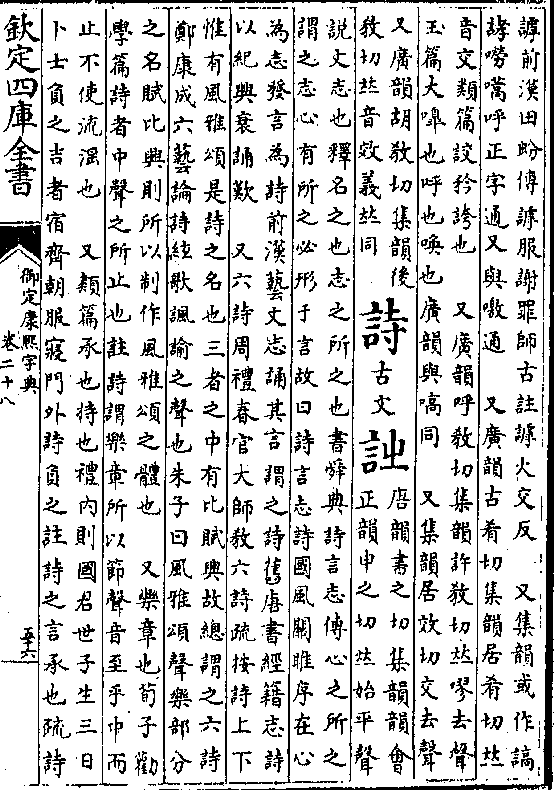 謼前漢田蚡傳謼服謝罪師古註謼火交反　又集韻或作謞
謼嘮嚆呼正字通又與嗷通　又廣韻古肴切集韻居肴切𠀤
音交類篇䛟矜誇也　又廣韻呼教切集韻許教切𠀤嘐去聲
玉篇大嘷也呼也喚也廣韻與嗃同　又集韻居效切交去聲
又廣韻胡教切集韻後
教切𠀤音效義𠀤同
詩古文𧥳唐韻書之切集韻韻會
正韻申之切𠀤始平聲
說文志也釋名之也志之所之也書舜典詩言志傳心之所之
謂之志心有所之必形于言故曰詩言志詩國風關雎序在心
為志發言為詩前漢藝文志誦其言謂之詩舊唐書經籍志詩
以紀興衰誦歎　又六詩周禮春官大師教六詩疏按詩上下
惟有風雅頌是詩之名也三者之中有比賦興故總謂之六詩
鄭康成六藝論詩絃歌諷諭之聲也朱子曰風雅頌聲樂部分
之名賦比興則所以制作風雅頌之體也　又樂章也荀子勸
學篇詩者中聲之所止也註詩謂樂章所以節聲音至乎中而
止不使流淫也　又類篇承也持也禮內則國君世子生三日
卜士負之吉者宿齊朝服寢門外詩負之註詩之言承也疏詩
欽定四庫全書
御定康熙字典
卷二十八
五六